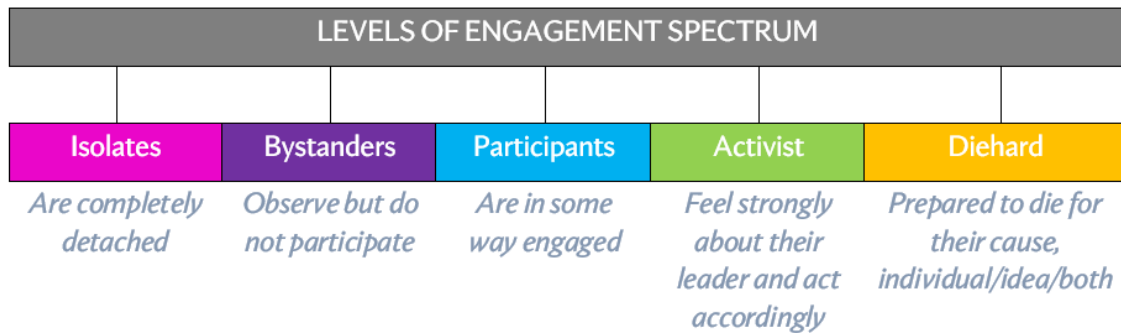 LEVELS OF ENGAGEMENT SPECTRUM
Isolates
Bystanders
Participants
Activist
Diehard
Are completely
detached
Observe but do
not participate
Are in some
way engaged
Feel strongly
about their
leader and act
accordingly
Prepared to die for
their cause,
individual/idea/both